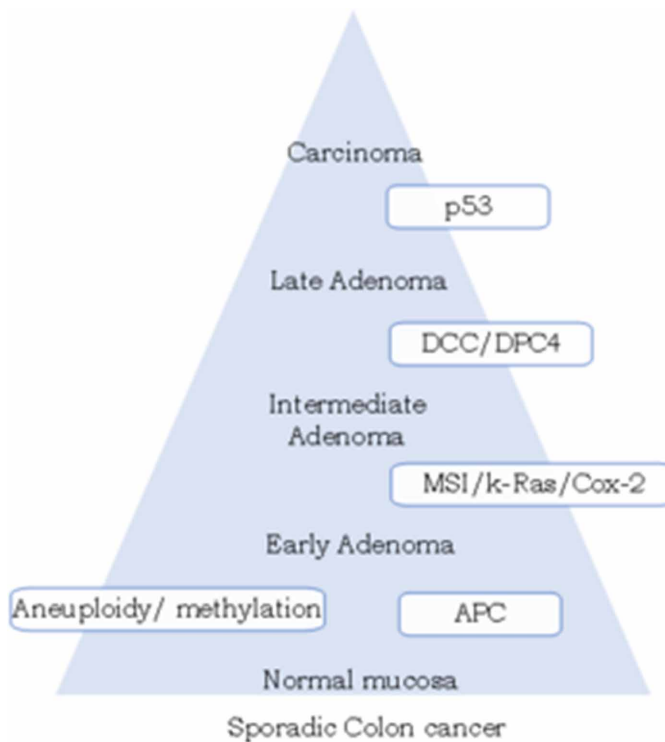 Carcinoma
p53
Late Adenoma
DCC/DPC4
Intermediate
Adenoma
MSI/k-Ras/Cox-2
Early Adenoma
Aneuploidy/ methylation
APC
Normal mucosa
Sporadic Colon cancer